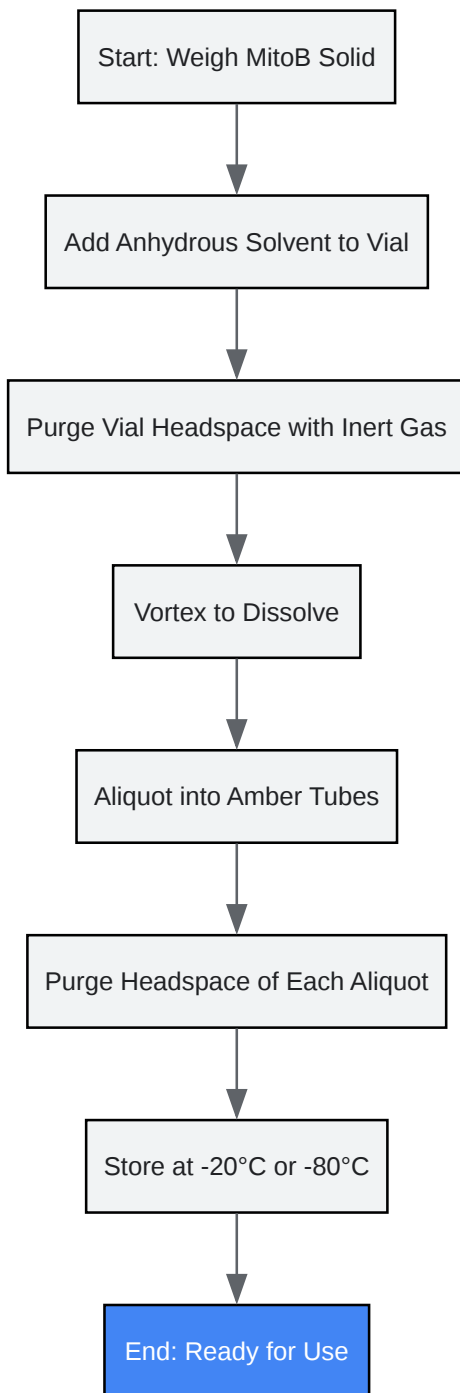 Start: Weigh MitoB Solid
Add Anhydrous Solvent to Vial
Purge Vial Headspace with Inert Gas
Vortex to Dissolve
Aliquot into Amber Tubes
Purge Headspace of Each Aliquot
Store at -20°C or -80°C
End: Ready for Use